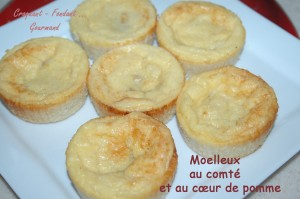 Croquant - Fondant
Gourmand
Moelleux
au comté
et au cœur de pomme